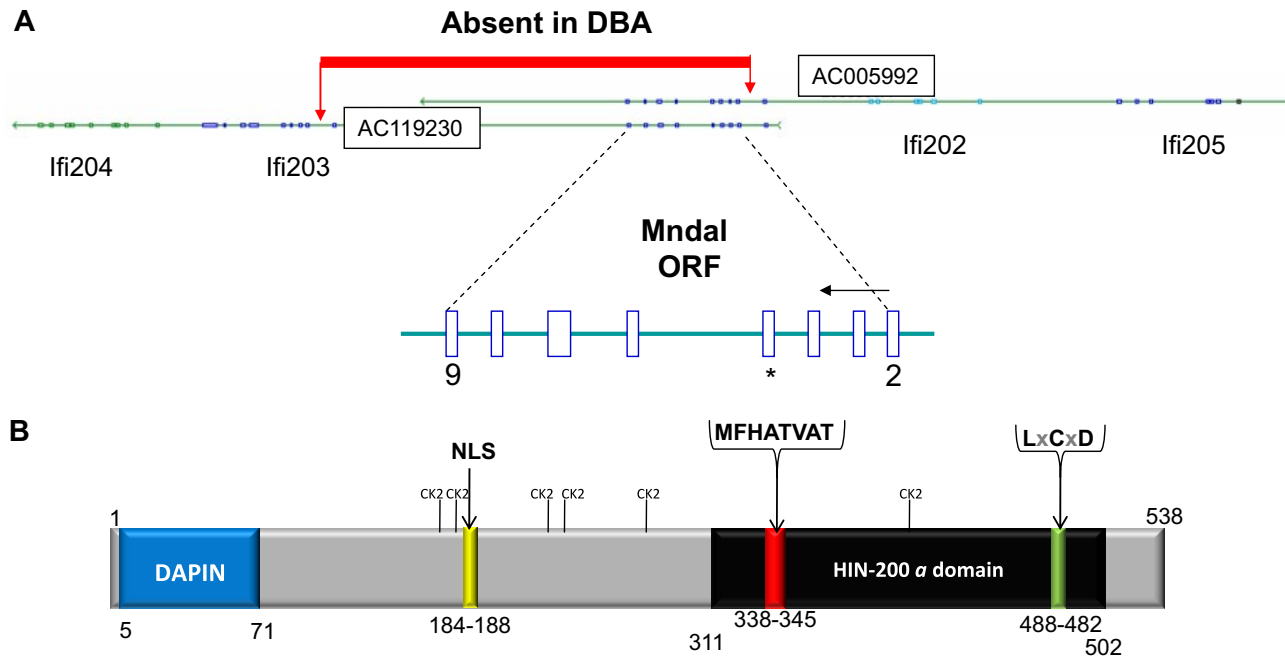 A
Absent in DBA
AC005992
AC119230
Ifi204
Ifi203
Ifi202
Ifi205
Mndal
ORF
9
*
2
B
NLS
MFHATVAT
LxCxD
CK2 CK2 CK2 CK2 CK2 CK2
1
538
DAPIN
HIN-200 α domain
5
71
184-188
311
338-345
488-482
502